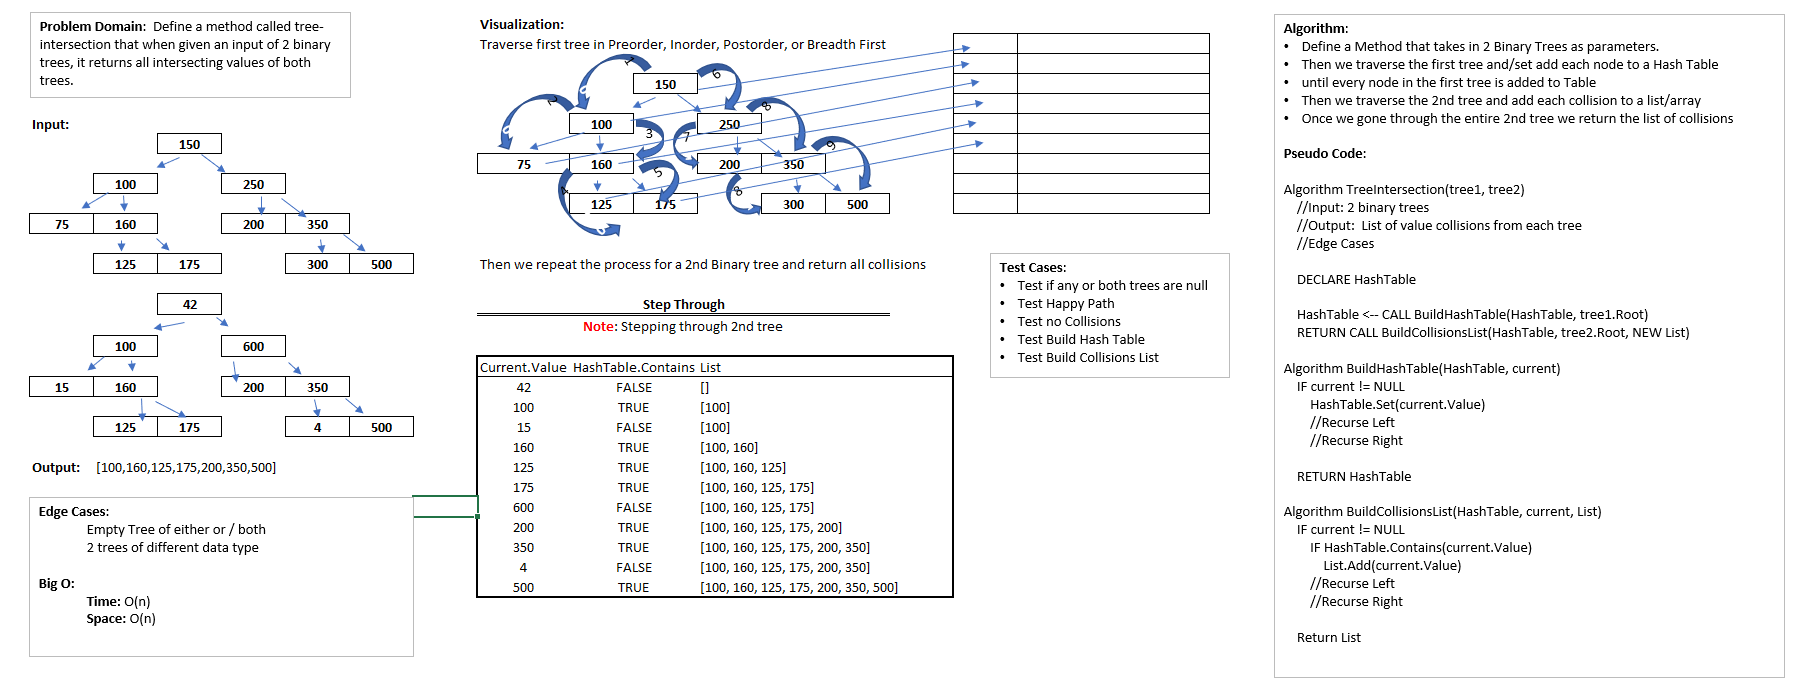 Problem Domain: Define a method called tree-
intersection that when given an input of 2 binary
trees, it returns all intersecting values of both
trees.
Input:
150
100 250
75 160 200 350
125 175 300 500
42
100 600
15 160 200 350
125 175 4 500
Output: [100,160,125,175,200,350,500]
Edge Cases:
Empty Tree of either or / both
2 trees of different data type
Big O:
Time: O(n)
Space: O(n)
Visualization:
Traverse first tree in Preorder, Inorder, Postorder, or Breadth First
1 6
150
2 8
100 250
3 7 9
75 160 200 350
4 5 8
125 175 300 500
Then we repeat the process for a 2nd Binary tree and return all collisions
Step Through
Note: Stepping through 2nd tree
Current.Value HashTable.Contains List
42 FALSE []
100 TRUE [100]
15 FALSE [100]
160 TRUE [100, 160]
125 TRUE [100, 160, 125]
175 TRUE [100, 160, 125, 175]
600 FALSE [100, 160, 125, 175]
200 TRUE [100, 160, 125, 175, 200]
350 TRUE [100, 160, 125, 175, 200, 350]
4 FALSE [100, 160, 125, 175, 200, 350]
500 TRUE [100, 160, 125, 175, 200, 350, 500]
Test Cases:
• Test if any or both trees are null
• Test Happy Path
• Test no Collisions
• Test Build Hash Table
• Test Build Collisions List
Algorithm:
• Define a Method that takes in 2 Binary Trees as parameters.
• Then we traverse the first tree and/set add each node to a Hash Table
• until every node in the first tree is added to Table
• Then we traverse the 2nd tree and add each collision to a list/array
• Once we gone through the entire 2nd tree we return the list of collisions
Pseudo Code:
Algorithm TreeIntersection(tree1, tree2)
//Input: 2 binary trees
//Output: List of value collisions from each tree
//Edge Cases
DECLARE HashTable
HashTable <-- CALL BuildHashTable(HashTable, tree1.Root)
RETURN CALL BuildCollisionsList(HashTable, tree2.Root, NEW List)
Algorithm BuildHashTable(HashTable, current)
IF current != NULL
HashTable.Set(current.Value)
//Recurse Left
//Recurse Right
RETURN HashTable
Algorithm BuildCollisionsList(HashTable, current, List)
IF current != NULL
IF HashTable.Contains(current.Value)
List.Add(current.Value)
//Recurse Left
//Recurse Right
Return List